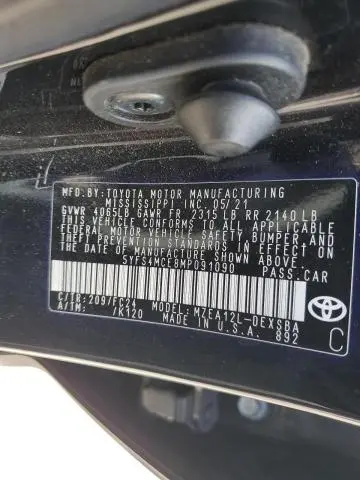 MFD.BY:TOYOTA MOTOR MANUFACTURING
MISSISSIPPI INC. 05/21
GVWR 4065LB GAWR FR 2315 LB RR 2140 LB
THIS VEHICLE CONFORMS TO ALL APPLICABLE
FEDERAL MOTOR VEHICLE SAFETY, BUMPER AND
THEFT PREVENTION STANDARDS IN EFFECT ON
THE DATE OF MANUFACTURE SHOWN ABOVE.
5YFS4MCE8MP091090 PASS.CAR
C/TR:209/FC24 MODEL:MZEA12L-DEXSBA
A/TM: /K120 MADE IN U.S.A. 892
TOYOTA
C